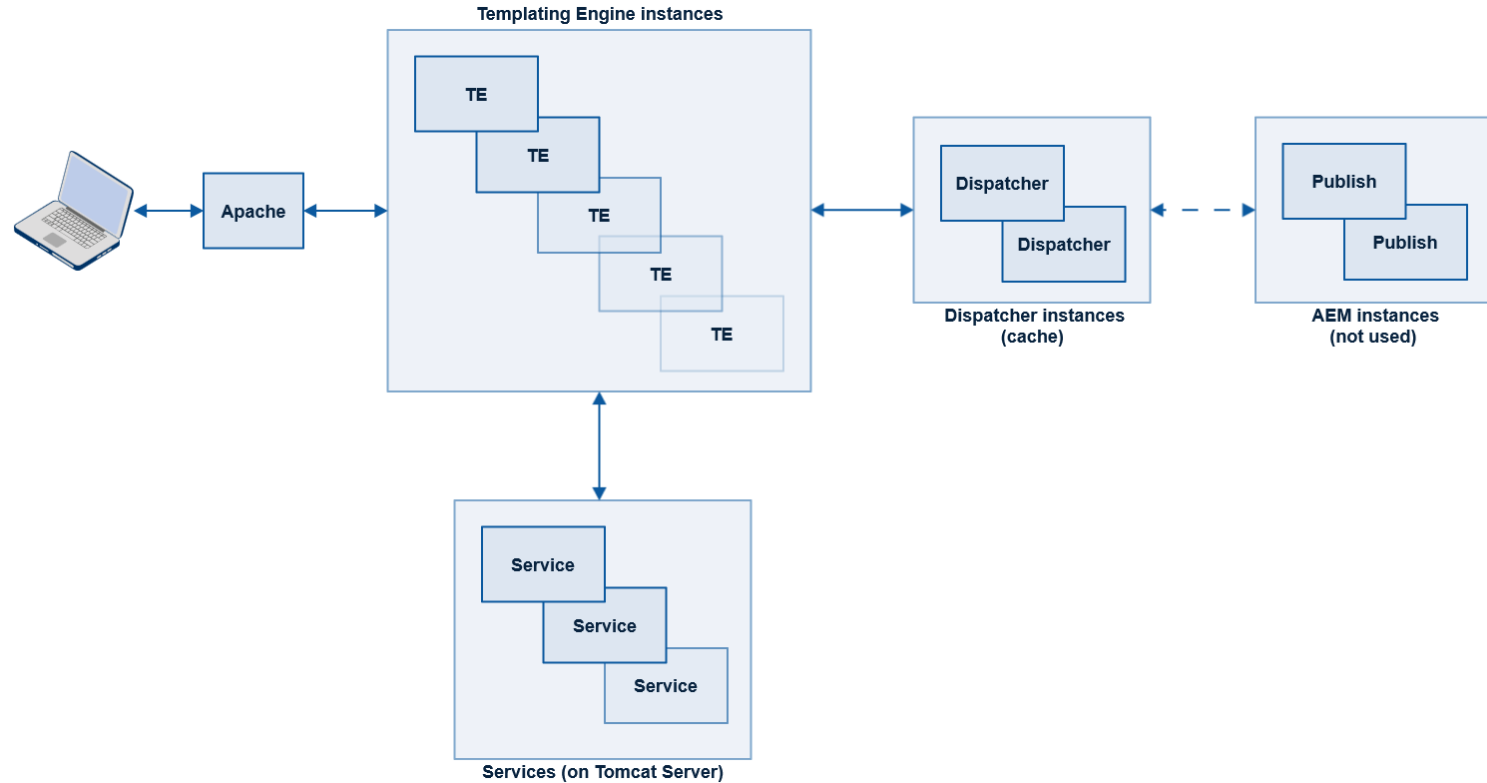 Templating Engine instances
TE
TE
TE
TE
TE
Apache
Dispatcher
Dispatcher
Dispatcher instances
(cache)
Publish
Publish
AEM instances
(not used)
Service
Service
Service
Services (on Tomcat Server)